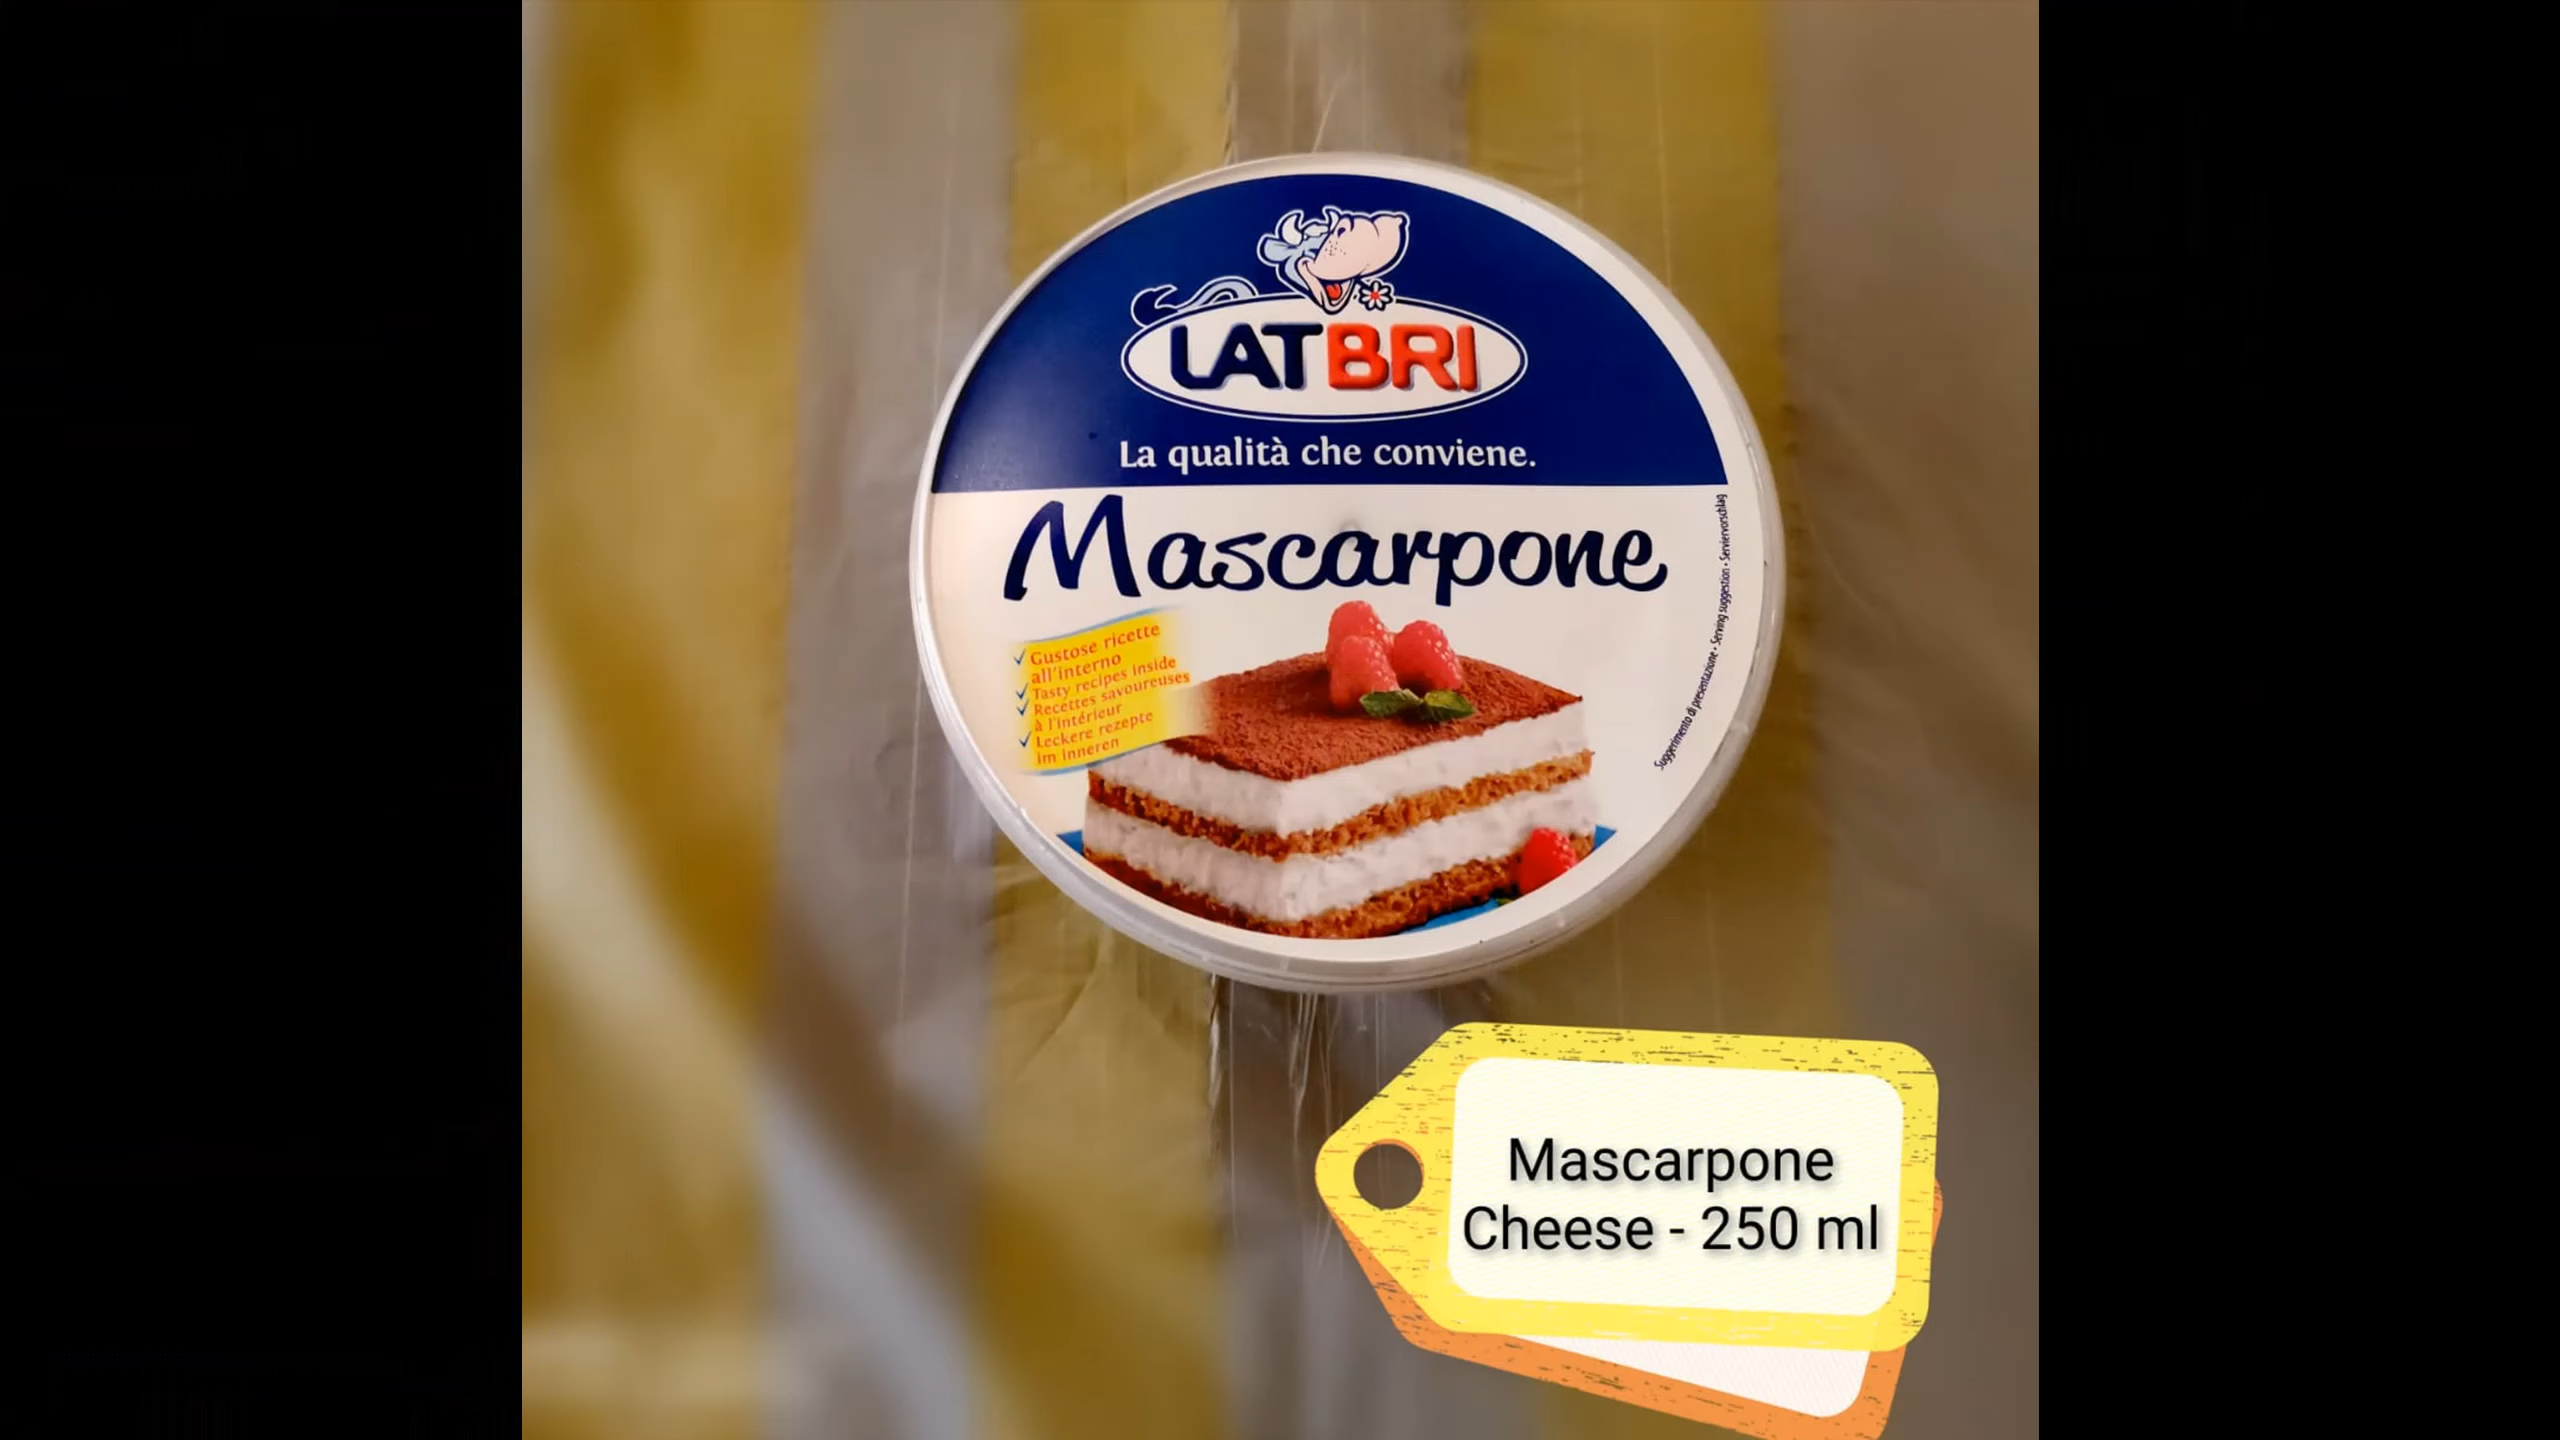 LATBRI
La qualità che conviene.
Mascarpone
Gustose ricette
all'interno
Tasty recipes inside
Recettes savoureuses
à l'intérieur
Leckere rezepte
im inneren
Suggerimento di presentazione • Serving suggestion • Serviervorschlag
Mascarpone
Cheese - 250 ml